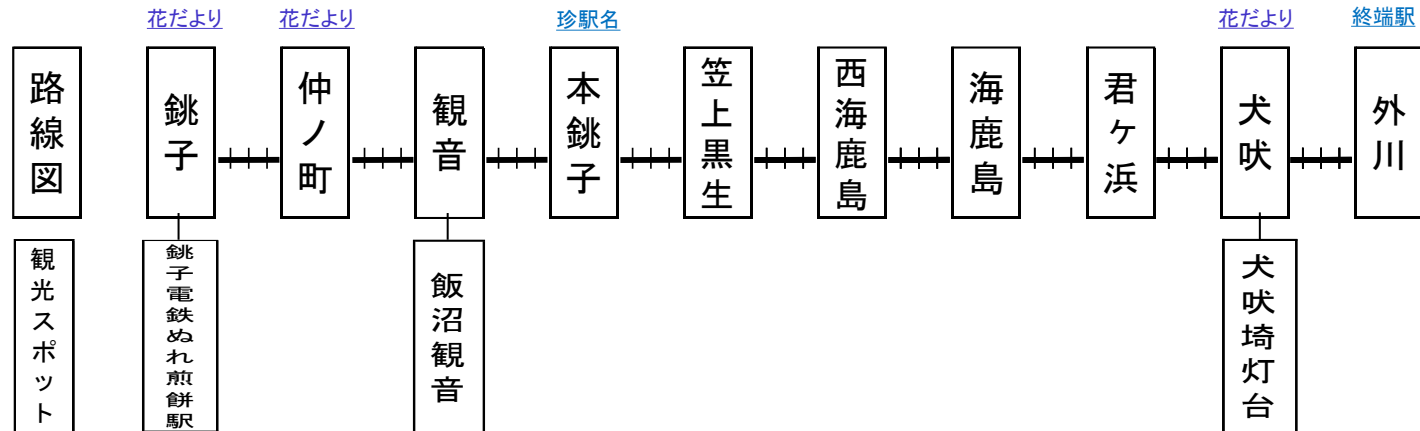 花だより
花だより
珍駅名
花だより
終端駅
路線図
銚子
仲ノ町
観音
本銚子
笠上黒生
西海鹿島
海鹿島
君ヶ浜
犬吠
外川
観光スポット
銚子電鉄ぬれ煎餅駅
飯沼観音
犬吠埼灯台